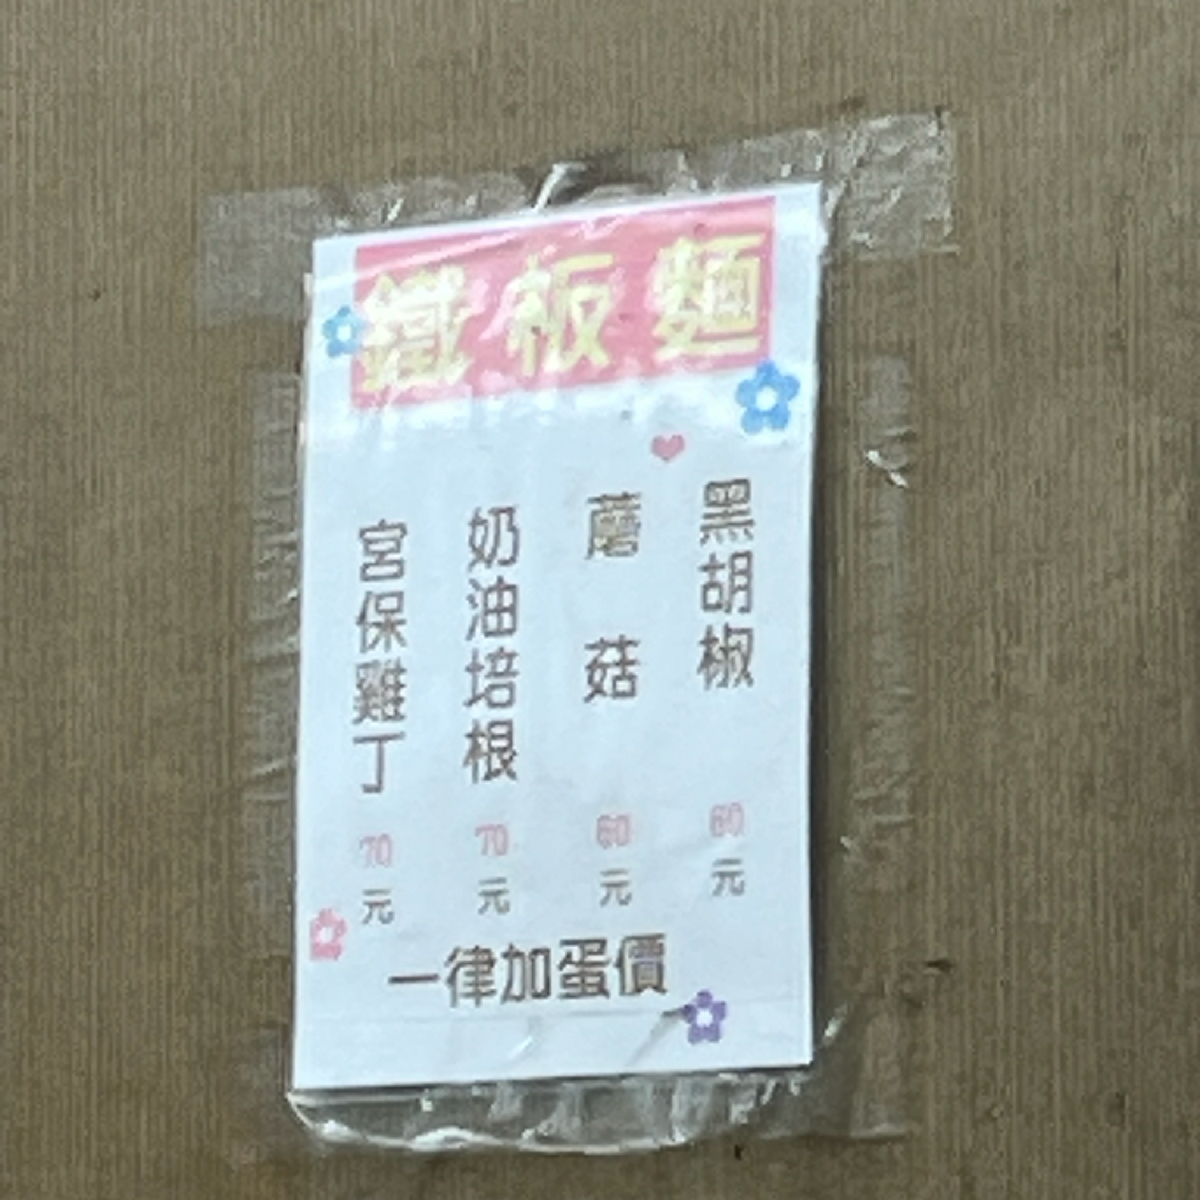 鐵板麵
黑胡椒
60元
蘑菇
60元
奶油培根
70元
宮保雞丁
70元
一律加蛋價